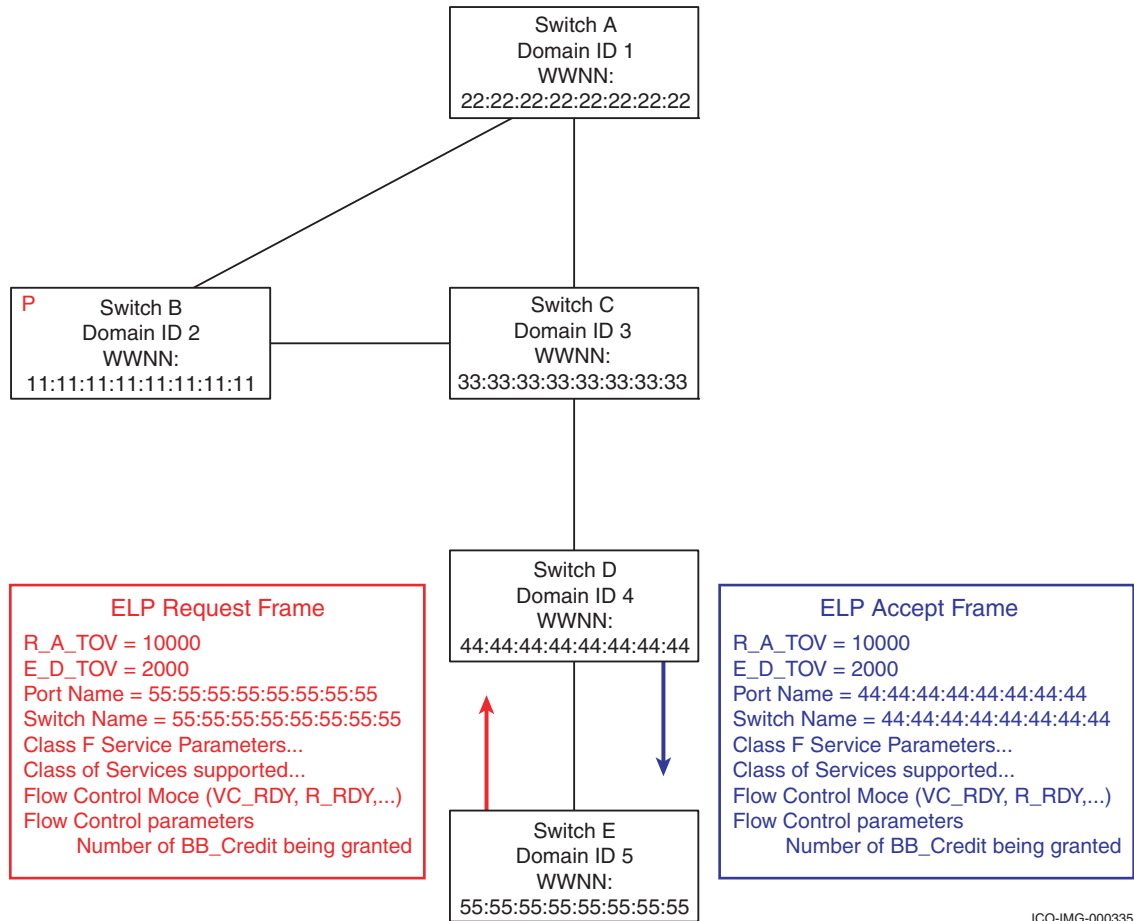 Switch A
Domain ID 1
WWNN:
22:22:22:22:22:22:22:22
P
Switch B
Domain ID 2
WWNN:
11:11:11:11:11:11:11:11
Switch C
Domain ID 3
WWNN:
33:33:33:33:33:33:33:33
Switch D
Domain ID 4
WWNN:
44:44:44:44:44:44:44:44
ELP Request Frame
R_A_TOV = 10000
E_D_TOV = 2000
Port Name = 55:55:55:55:55:55:55:55
Switch Name = 55:55:55:55:55:55:55:55
Class F Service Parameters...
Class of Services supported...
Flow Control Moce (VC_RDY, R_RDY,...)
Flow Control parameters
Number of BB_Credit being granted
ELP Accept Frame
R_A_TOV = 10000
E_D_TOV = 2000
Port Name = 44:44:44:44:44:44:44:44
Switch Name = 44:44:44:44:44:44:44:44
Class F Service Parameters...
Class of Services supported...
Flow Control Moce (VC_RDY, R_RDY,...)
Flow Control parameters
Number of BB_Credit being granted
Switch E
Domain ID 5
WWNN:
55:55:55:55:55:55:55:55
ICO-IMG-000335